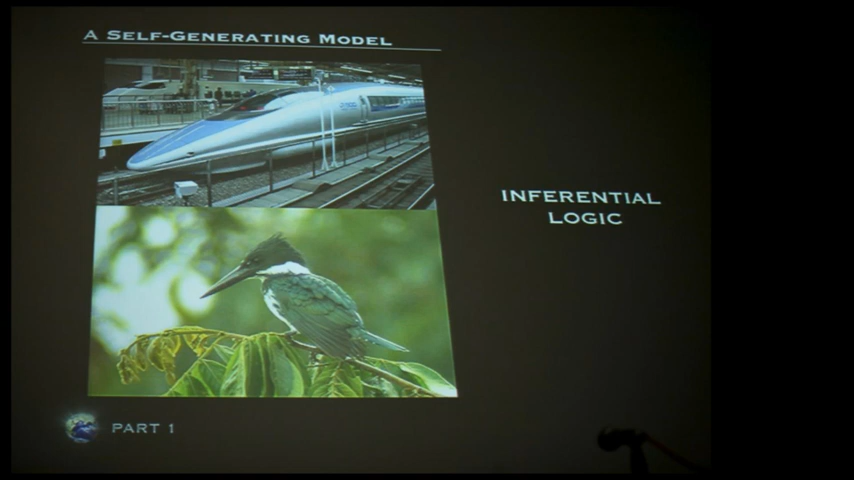 A SELF-GENERATING MODEL
INFERENTIAL
LOGIC
PART 1